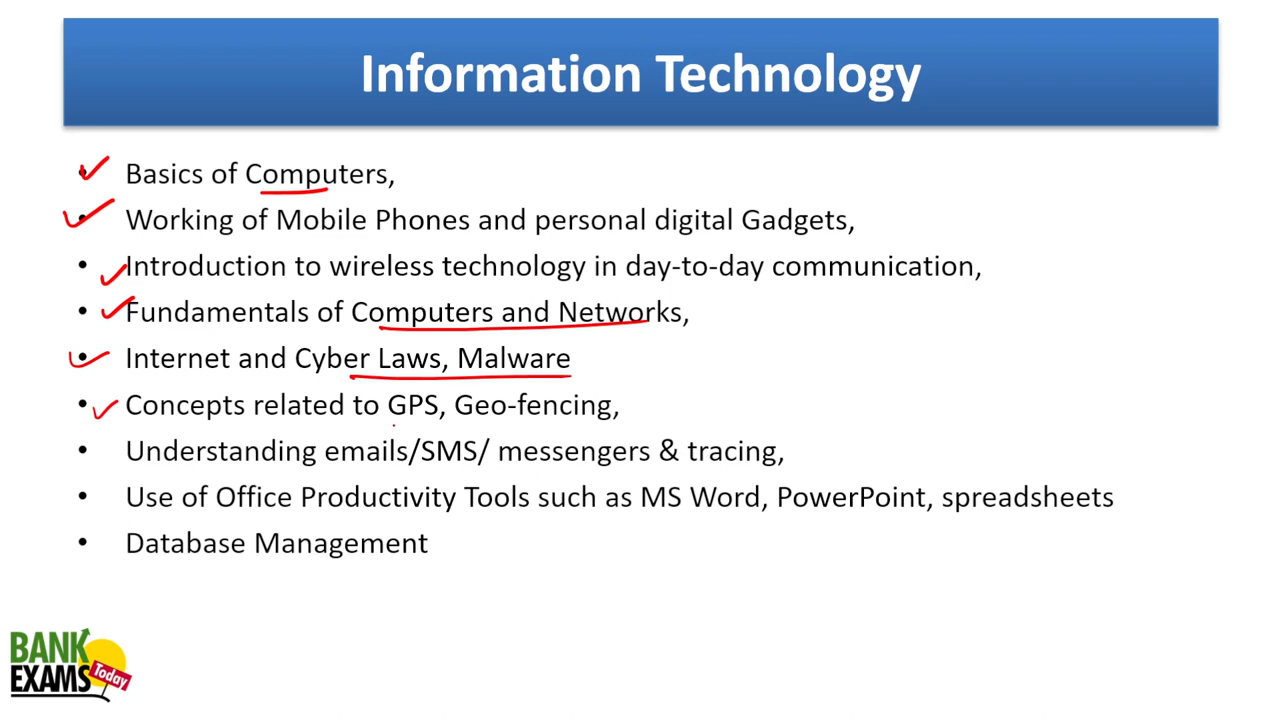 Information Technology
• Basics of Computers,
• Working of Mobile Phones and personal digital Gadgets,
• Introduction to wireless technology in day-to-day communication,
• Fundamentals of Computers and Networks,
• Internet and Cyber Laws, Malware
• Concepts related to GPS, Geo-fencing,
• Understanding emails/SMS/ messengers & tracing,
• Use of Office Productivity Tools such as MS Word, PowerPoint, spreadsheets
• Database Management
BANK
EXAMS Today